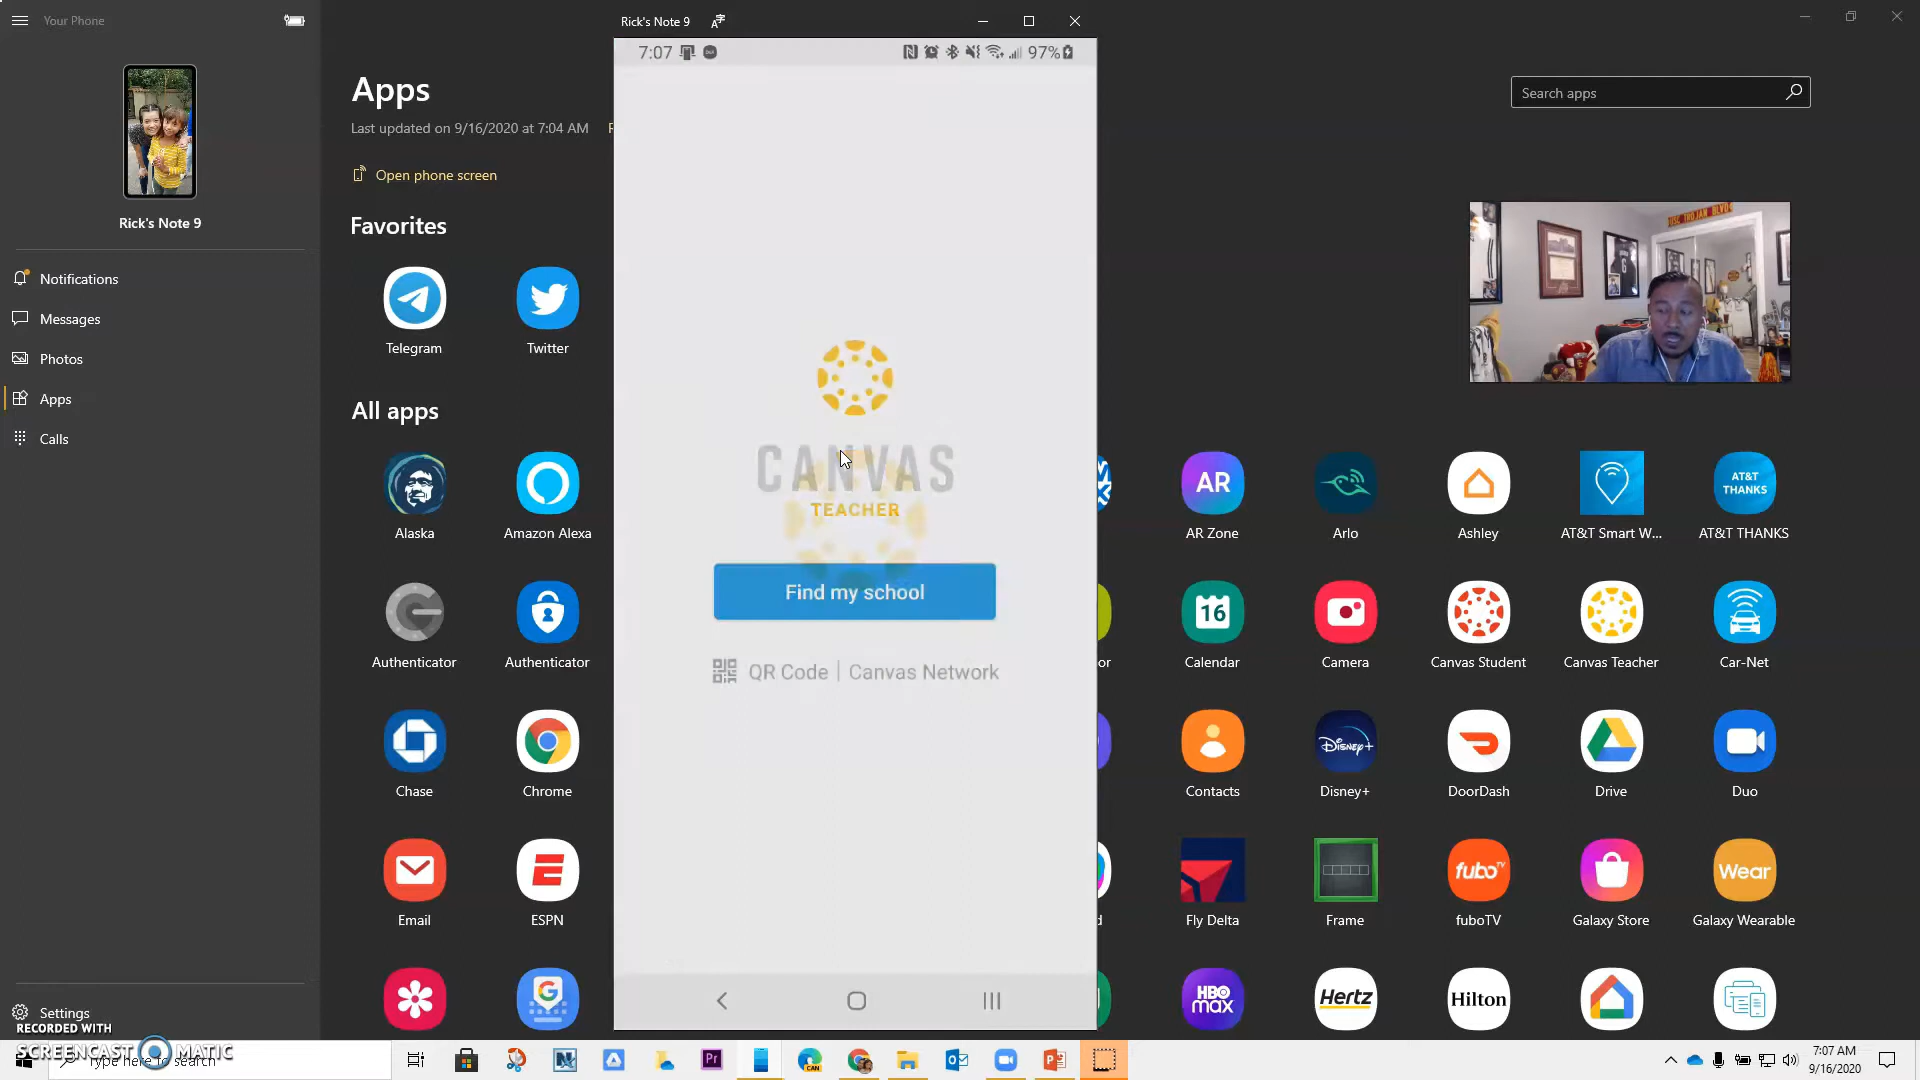 Your Phone
Rick's Note 9
Notifications
Messages
Photos
Apps
Calls
Settings
RECORDED WITH
SCREENCAST MATIC
Type here to search
Apps
Last updated on 9/16/2020 at 7:04 AM
Open phone screen
Favorites
Telegram
Twitter
All apps
Alaska
Amazon Alexa
Authenticator
Authenticator
Chase
Chrome
Email
ESPN
Rick's Note 9
7:07
97%
CANVAS
TEACHER
Find my school
QR Code | Canvas Network
Search apps
AR
AT&T
THANKS
AR Zone
Arlo
Ashley
AT&T Smart W...
AT&T THANKS
16
Calendar
Camera
Canvas Student
Canvas Teacher
Car-Net
Disney+
Contacts
Disney+
DoorDash
Drive
Duo
fubo TV
Wear
Fly Delta
Frame
fuboTV
Galaxy Store
Galaxy Wearable
HBO
max
Hertz
Hilton
7:07 AM
9/16/2020